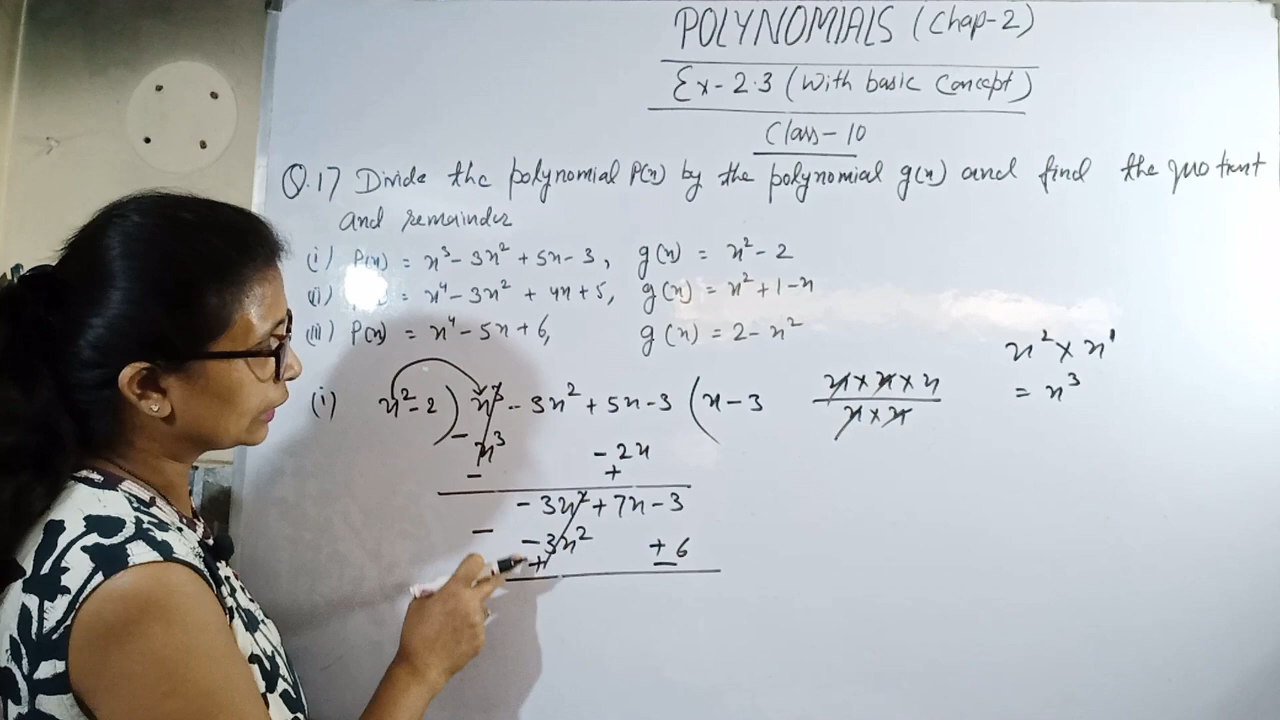 POLYNOMIALS (Chap-2)
Ex-2.3 (With basic Concept)
Class-10
Q.17 Divide the polynomial P(x) by the polynomial g(x) and find the quotient
and remainder
(i) P(x) = x³ - 3x² + 5x - 3, g(x) = x² - 2
(ii) = x⁴ - 3x² + 4x + 5, g(x) = x² + 1 - x
(iii) P(x) = x⁴ - 5x + 6, g(x) = 2 - x²
x² × x¹
= x³
(i) x² - 2 ) x³ - 3x² + 5x - 3 ( x - 3
x × x × x
x × x
- x³ - 2x
- +
- 3x² + 7x - 3
- - 3x² + 6
+ -